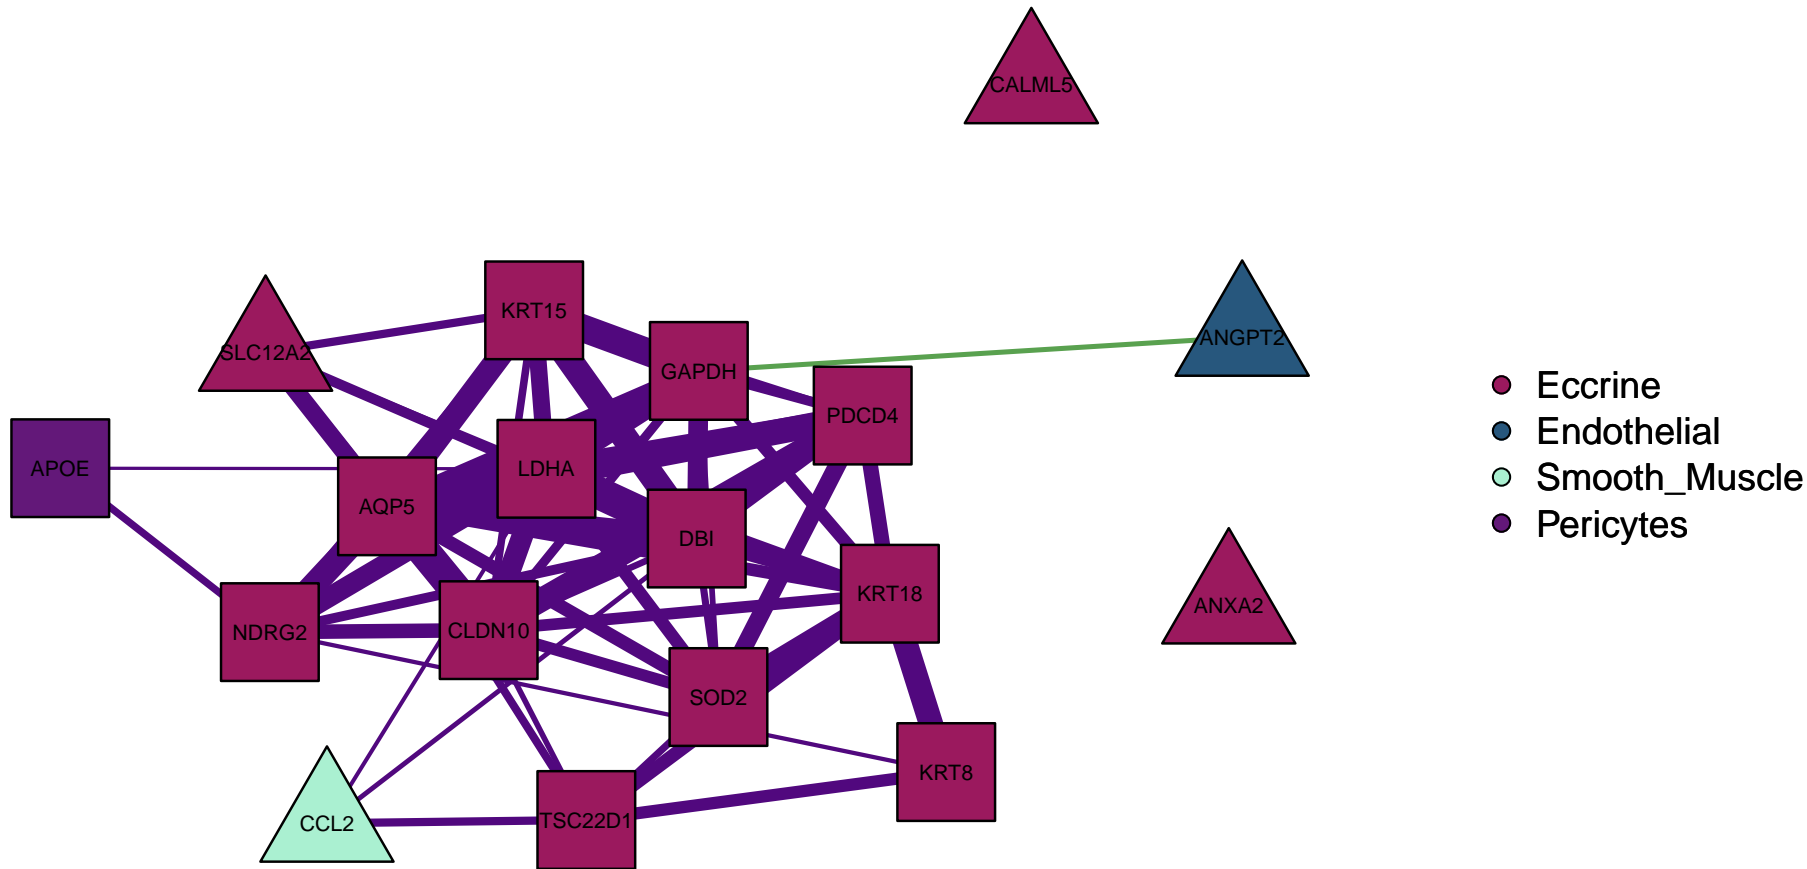 CALML5
KRT15
SLC12A2
GAPDH
ANGPT2
PDCD4
APOE
LDHA
AQP5
DBI
KRT18
ANXA2
NDRG2
CLDN10
SOD2
KRT8
CCL2
TSC22D1
Eccrine
Endothelial
Smooth_Muscle
Pericytes